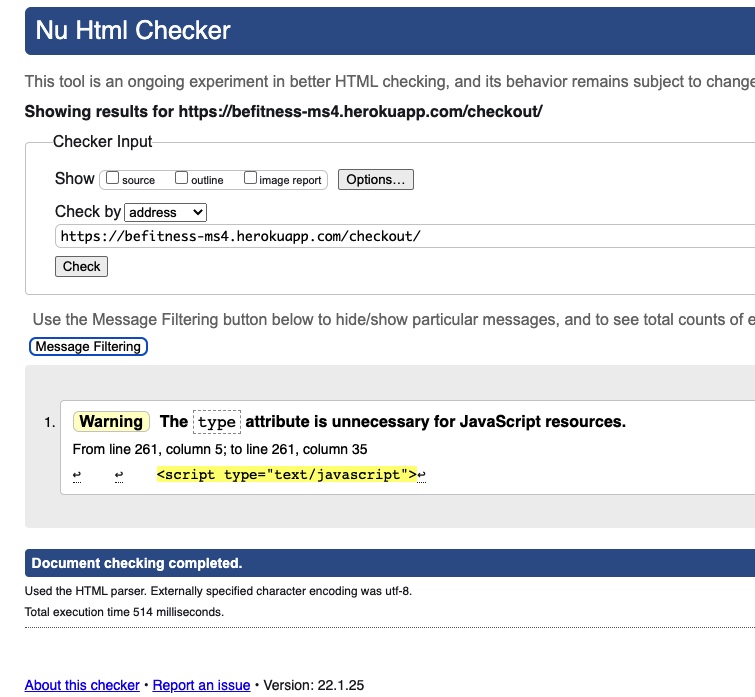 Nu Html Checker
This tool is an ongoing experiment in better HTML checking, and its behavior remains subject to change
Showing results for https://befitness-ms4.herokuapp.com/checkout/
Checker Input
Show source outline image report Options...
Check by address
https://befitness-ms4.herokuapp.com/checkout/
Check
Use the Message Filtering button below to hide/show particular messages, and to see total counts of e
Message Filtering
1. Warning The type attribute is unnecessary for JavaScript resources.
From line 261, column 5; to line 261, column 35
↩ ↩ <script type="text/javascript">↩
Document checking completed.
Used the HTML parser. Externally specified character encoding was utf-8.
Total execution time 514 milliseconds.
About this checker • Report an issue • Version: 22.1.25